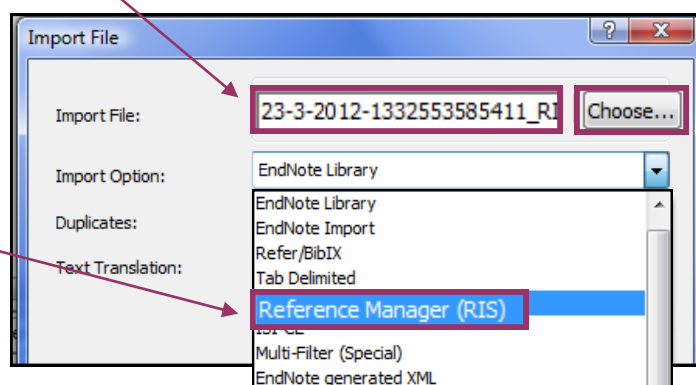 Import File
Import File:
23-3-2012-1332553585411_RI
Choose...
Import Option:
EndNote Library
Duplicates:
Text Translation:
EndNote Library
EndNote Import
Refer/BibIX
Tab Delimited
Reference Manager (RIS)
Multi-Filter (Special)
EndNote generated XML